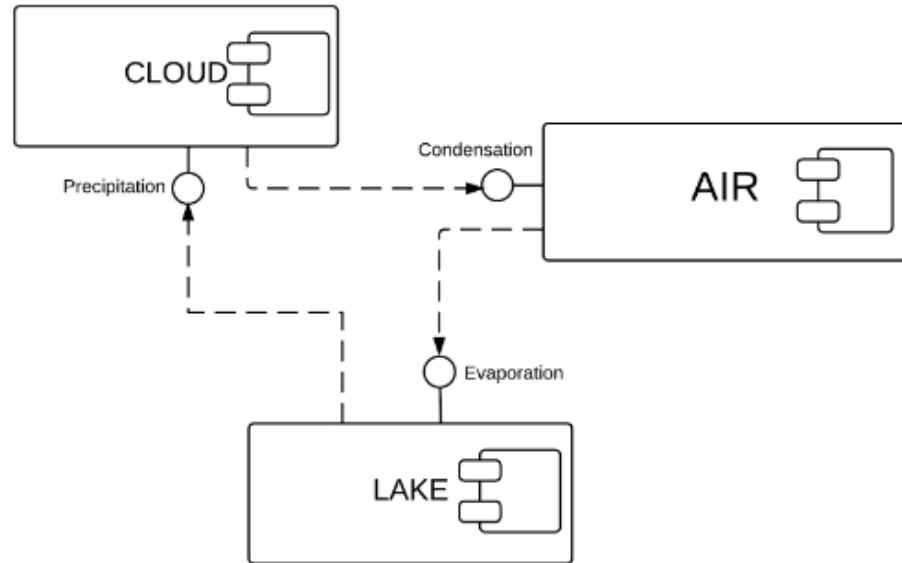 CLOUD
Condensation
Precipitation
AIR
Evaporation
LAKE